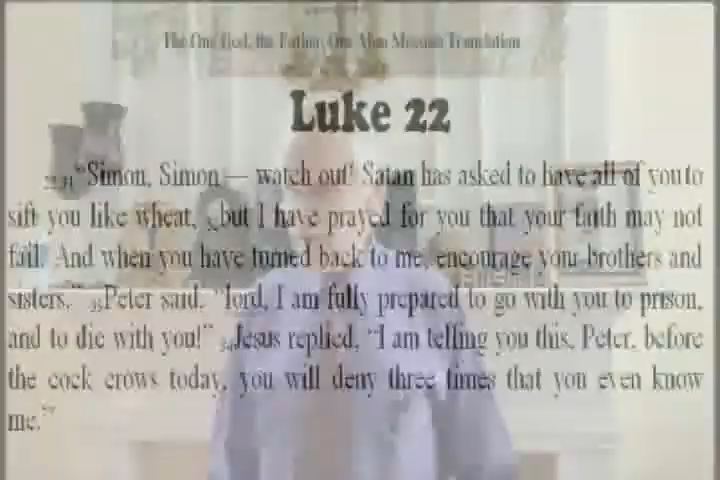 The One God, the Father, One Man Messiah Translation
Luke 22
22:31“Simon, Simon — watch out! Satan has asked to have all of you to
sift you like wheat, but I have prayed for you that your faith may not
fail. And when you have turned back to me, encourage your brothers and
sisters.” 33Peter said, “lord, I am fully prepared to go with you to prison,
and to die with you!” 34Jesus replied, “I am telling you this, Peter, before
the cock crows today, you will deny three times that you even know
me.”